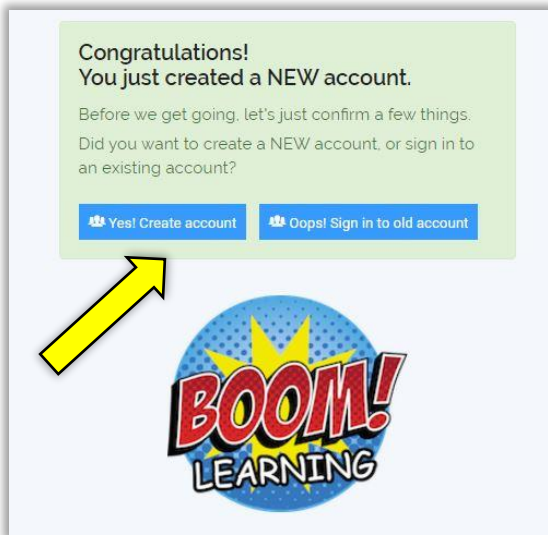 Congratulations!
You just created a NEW account.
Before we get going, let's just confirm a few things.
Did you want to create a NEW account, or sign in to
an existing account?
Yes! Create account
Oops! Sign in to old account
BOOM!
LEARNING